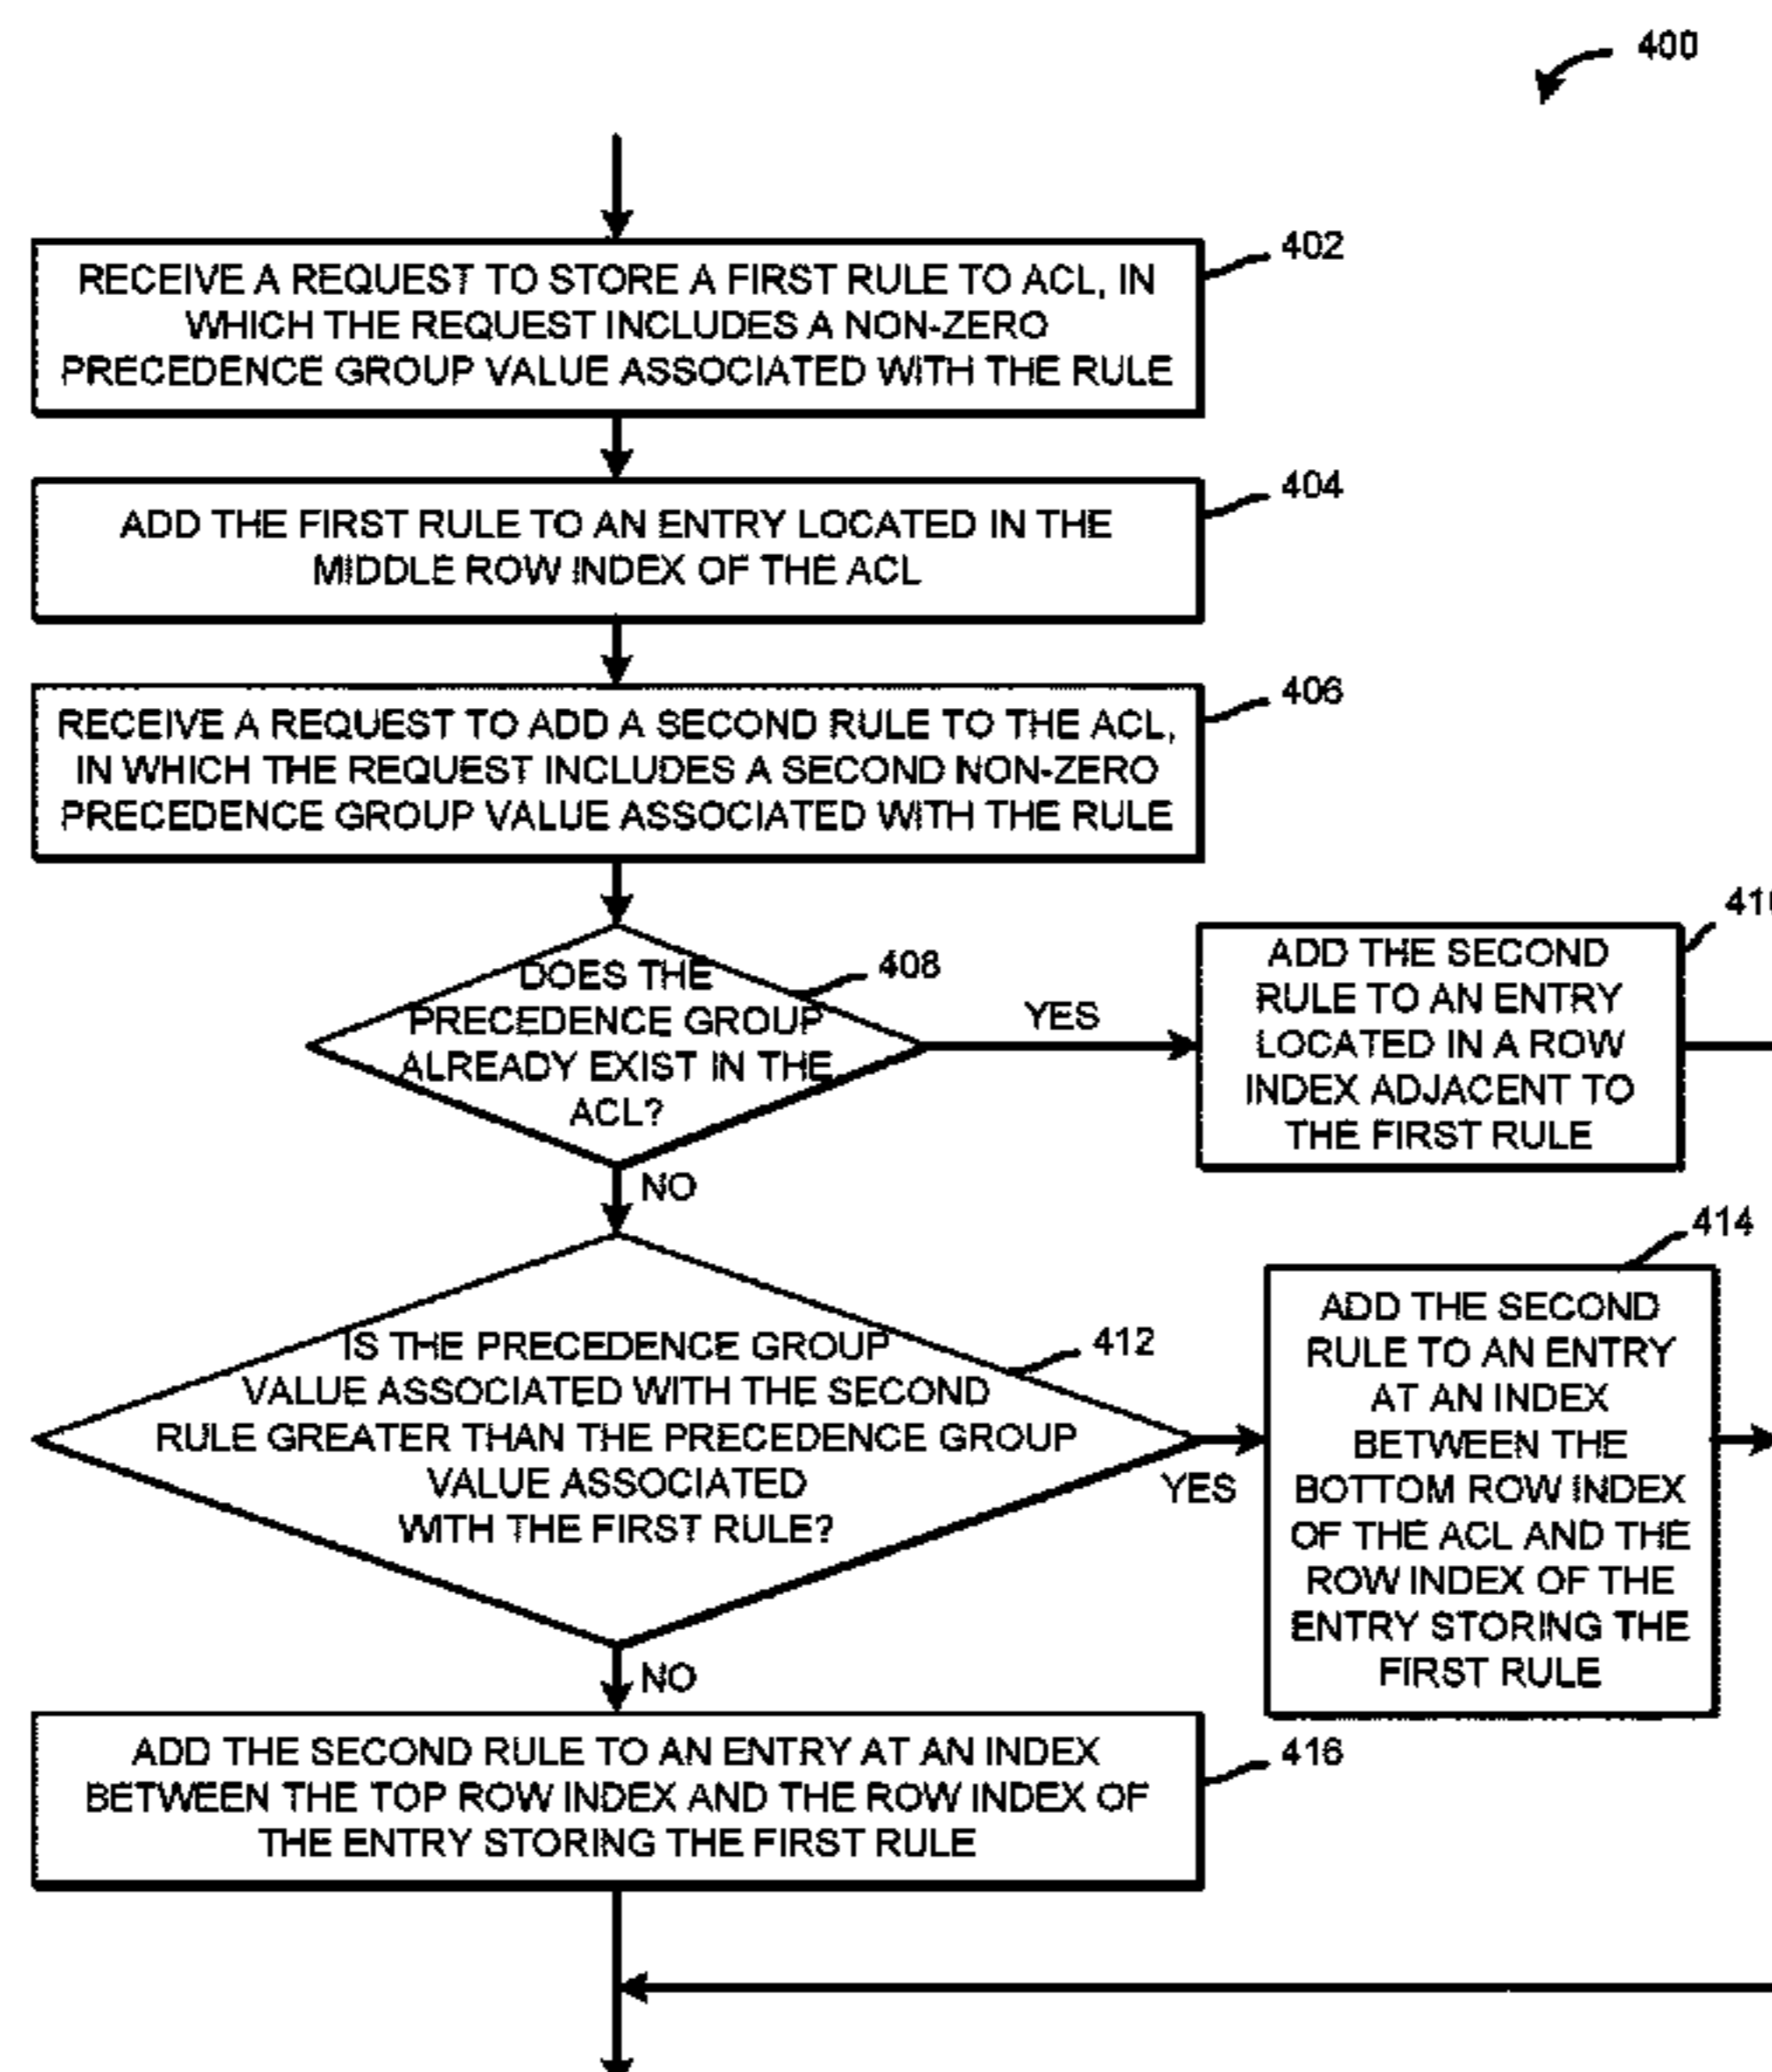 400
402
RECEIVE A REQUEST TO STORE A FIRST RULE TO ACL, IN
WHICH THE REQUEST INCLUDES A NON-ZERO
PRECEDENCE GROUP VALUE ASSOCIATED WITH THE RULE
404
ADD THE FIRST RULE TO AN ENTRY LOCATED IN THE
MIDDLE ROW INDEX OF THE ACL
406
RECEIVE A REQUEST TO ADD A SECOND RULE TO THE ACL,
IN WHICH THE REQUEST INCLUDES A SECOND NON-ZERO
PRECEDENCE GROUP VALUE ASSOCIATED WITH THE RULE
408
DOES THE
PRECEDENCE GROUP
ALREADY EXIST IN THE
ACL?
YES
ADD THE SECOND
RULE TO AN ENTRY
LOCATED IN A ROW
INDEX ADJACENT TO
THE FIRST RULE
NO
412
IS THE PRECEDENCE GROUP
VALUE ASSOCIATED WITH THE SECOND
RULE GREATER THAN THE PRECEDENCE GROUP
VALUE ASSOCIATED
WITH THE FIRST RULE?
YES
414
ADD THE SECOND
RULE TO AN ENTRY
AT AN INDEX
BETWEEN THE
BOTTOM ROW INDEX
OF THE ACL AND THE
ROW INDEX OF THE
ENTRY STORING THE
FIRST RULE
NO
416
ADD THE SECOND RULE TO AN ENTRY AT AN INDEX
BETWEEN THE TOP ROW INDEX AND THE ROW INDEX OF
THE ENTRY STORING THE FIRST RULE